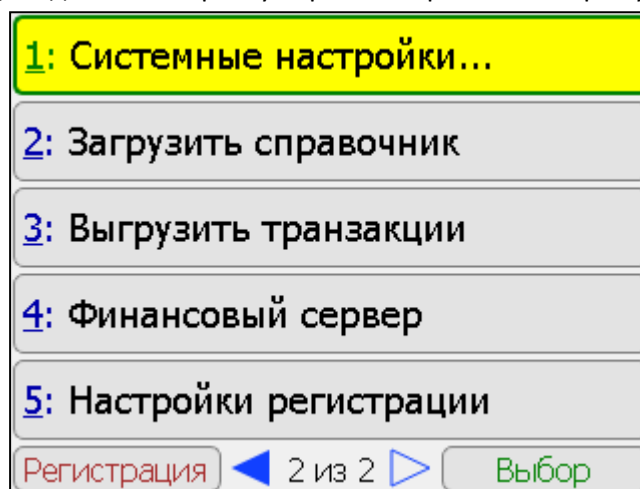 1: Системные настройки...
2: Загрузить справочник
3: Выгрузить транзакции
4: Финансовый сервер
5: Настройки регистрации
Регистрация 2 из 2 Выбор